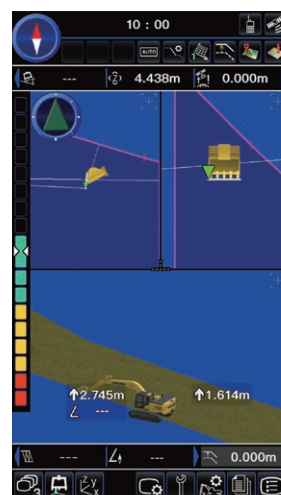 10 : 00
AUTO
--- 4.438m 0.000m
2.745m 1.614m
---
--- --- 0.000m
Z y
x